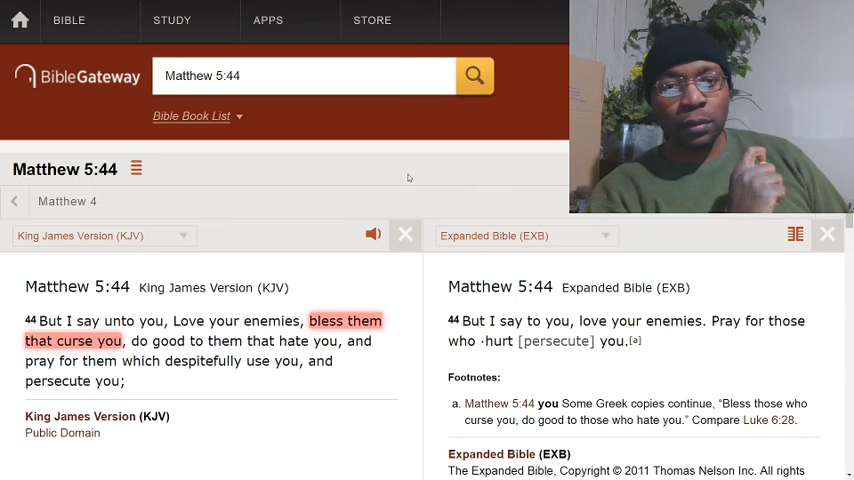 BIBLE STUDY APPS STORE
BibleGateway
Matthew 5:44
Bible Book List
Matthew 5:44
Matthew 4
King James Version (KJV)
Matthew 5:44 King James Version (KJV)
44 But I say unto you, Love your enemies, bless them
that curse you, do good to them that hate you, and
pray for them which despitefully use you, and
persecute you;
King James Version (KJV)
Public Domain
Expanded Bible (EXB)
Matthew 5:44 Expanded Bible (EXB)
44 But I say to you, love your enemies. Pray for those
who ·hurt [persecute] you.[a]
Footnotes:
a. Matthew 5:44 you Some Greek copies continue, “Bless those who
curse you, do good to those who hate you.” Compare Luke 6:28.
Expanded Bible (EXB)
The Expanded Bible, Copyright © 2011 Thomas Nelson Inc. All rights